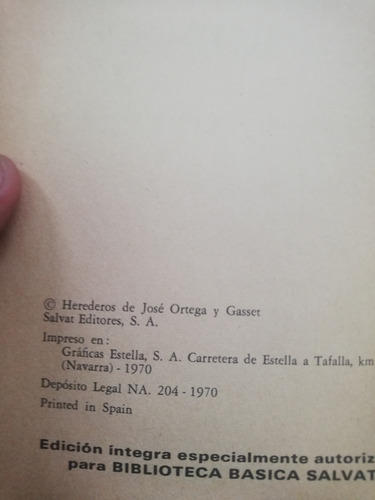 © Herederos de José Ortega y Gasset
Salvat Editores, S. A.
Impreso en:
Gráficas Estella, S. A. Carretera de Estella a Tafalla, km
(Navarra) - 1970
Depósito Legal NA. 204 - 1970
Printed in Spain
Edición íntegra especialmente autoriz
para BIBLIOTECA BASICA SALVAT